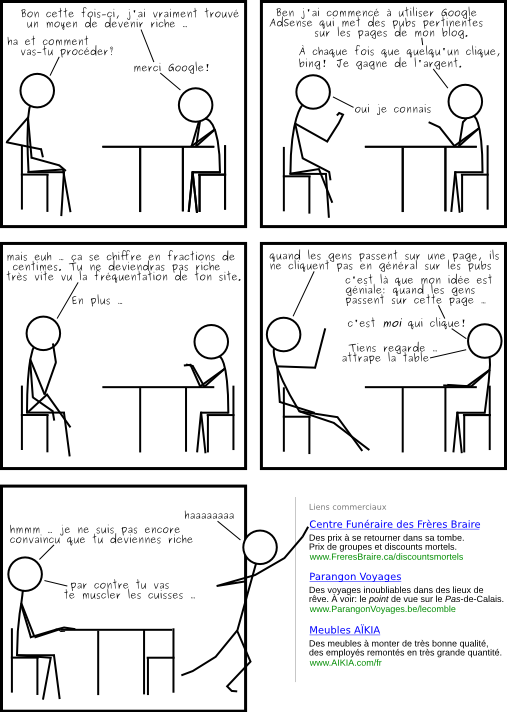 Bon cette fois-ci, j'ai vraiment trouvé
un moyen de devenir riche ...
ha et comment
vas-tu procéder?
merci Google!
Ben j'ai commencé à utiliser Google
AdSense qui met des pubs pertinentes
sur les pages de mon blog.
À chaque fois que quelqu'un clique,
bing! Je gagne de l'argent.
oui je connais
mais euh ... ça se chiffre en fractions de
centimes. Tu ne deviendras pas riche
très vite vu la fréquentation de ton site.
En plus ...
quand les gens passent sur une page, ils
ne cliquent pas en général sur les pubs
c'est là que mon idée est
géniale: quand les gens
passent sur cette page ...
c'est moi qui clique!
Tiens regarde ...
attrape la table
haaaaaaaa
hmmm ... je ne suis pas encore
convaincu que tu deviennes riche
par contre tu vas
te muscler les cuisses ...
Liens commerciaux
Centre Funéraire des Frères Braire
Des prix à se retourner dans sa tombe.
Prix de groupes et discounts mortels.
www.FreresBraire.ca/discountsmortels
Parangon Voyages
Des voyages inoubliables dans des lieux de
rêve. À voir: le point de vue sur le Pas-de-Calais.
www.ParangonVoyages.be/lecomble
Meubles AÏKIA
Des meubles à monter de très bonne qualité,
des employés remontés en très grande quantité.
www.AIKIA.com/fr